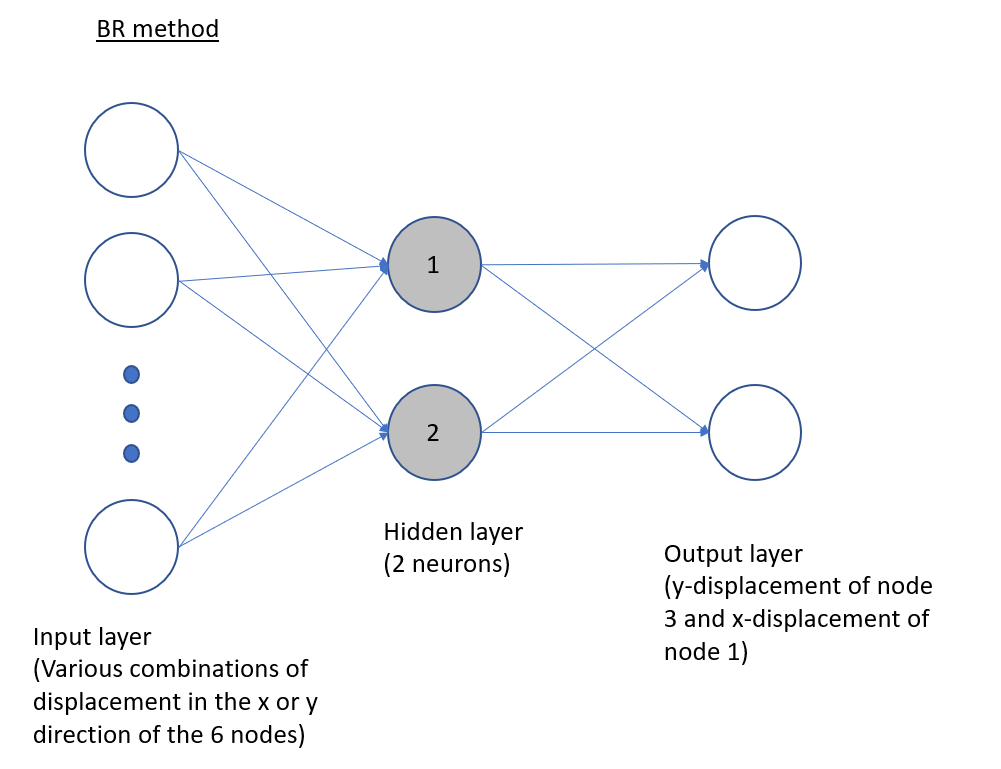 BR method
1
2
Hidden layer
(2 neurons)
Output layer
(y-displacement of node
3 and x-displacement of
node 1)
Input layer
(Various combinations of
displacement in the x or y
direction of the 6 nodes)